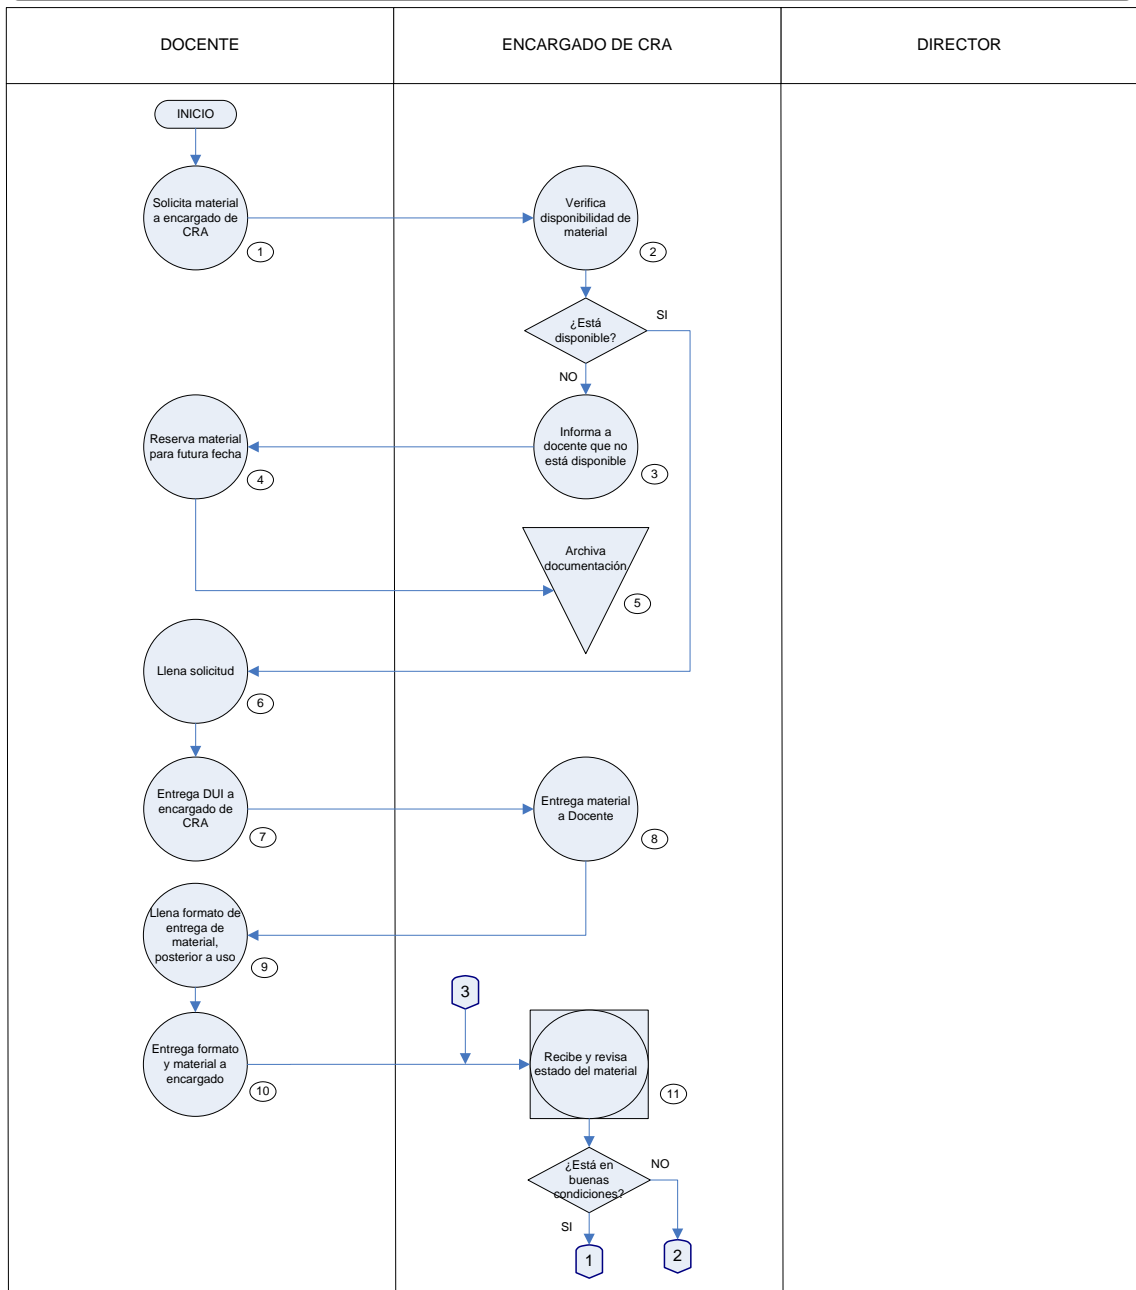 DOCENTE
ENCARGADO DE CRA
DIRECTOR
INICIO
Solicita material
a encargado de
CRA
1
Verifica
disponibilidad de
material
2
¿Está
disponible?
SI
NO
Informa a
docente que no
está disponible
3
Reserva material
para futura fecha
4
Archiva
documentación
5
Llena solicitud
6
Entrega DUI a
encargado de
CRA
7
Entrega material
a Docente
8
Llena formato de
entrega de
material,
posterior a uso
9
3
Entrega formato
y material a
encargado
10
Recibe y revisa
estado del material
11
¿Está en
buenas
condiciones?
NO
SI
1
2